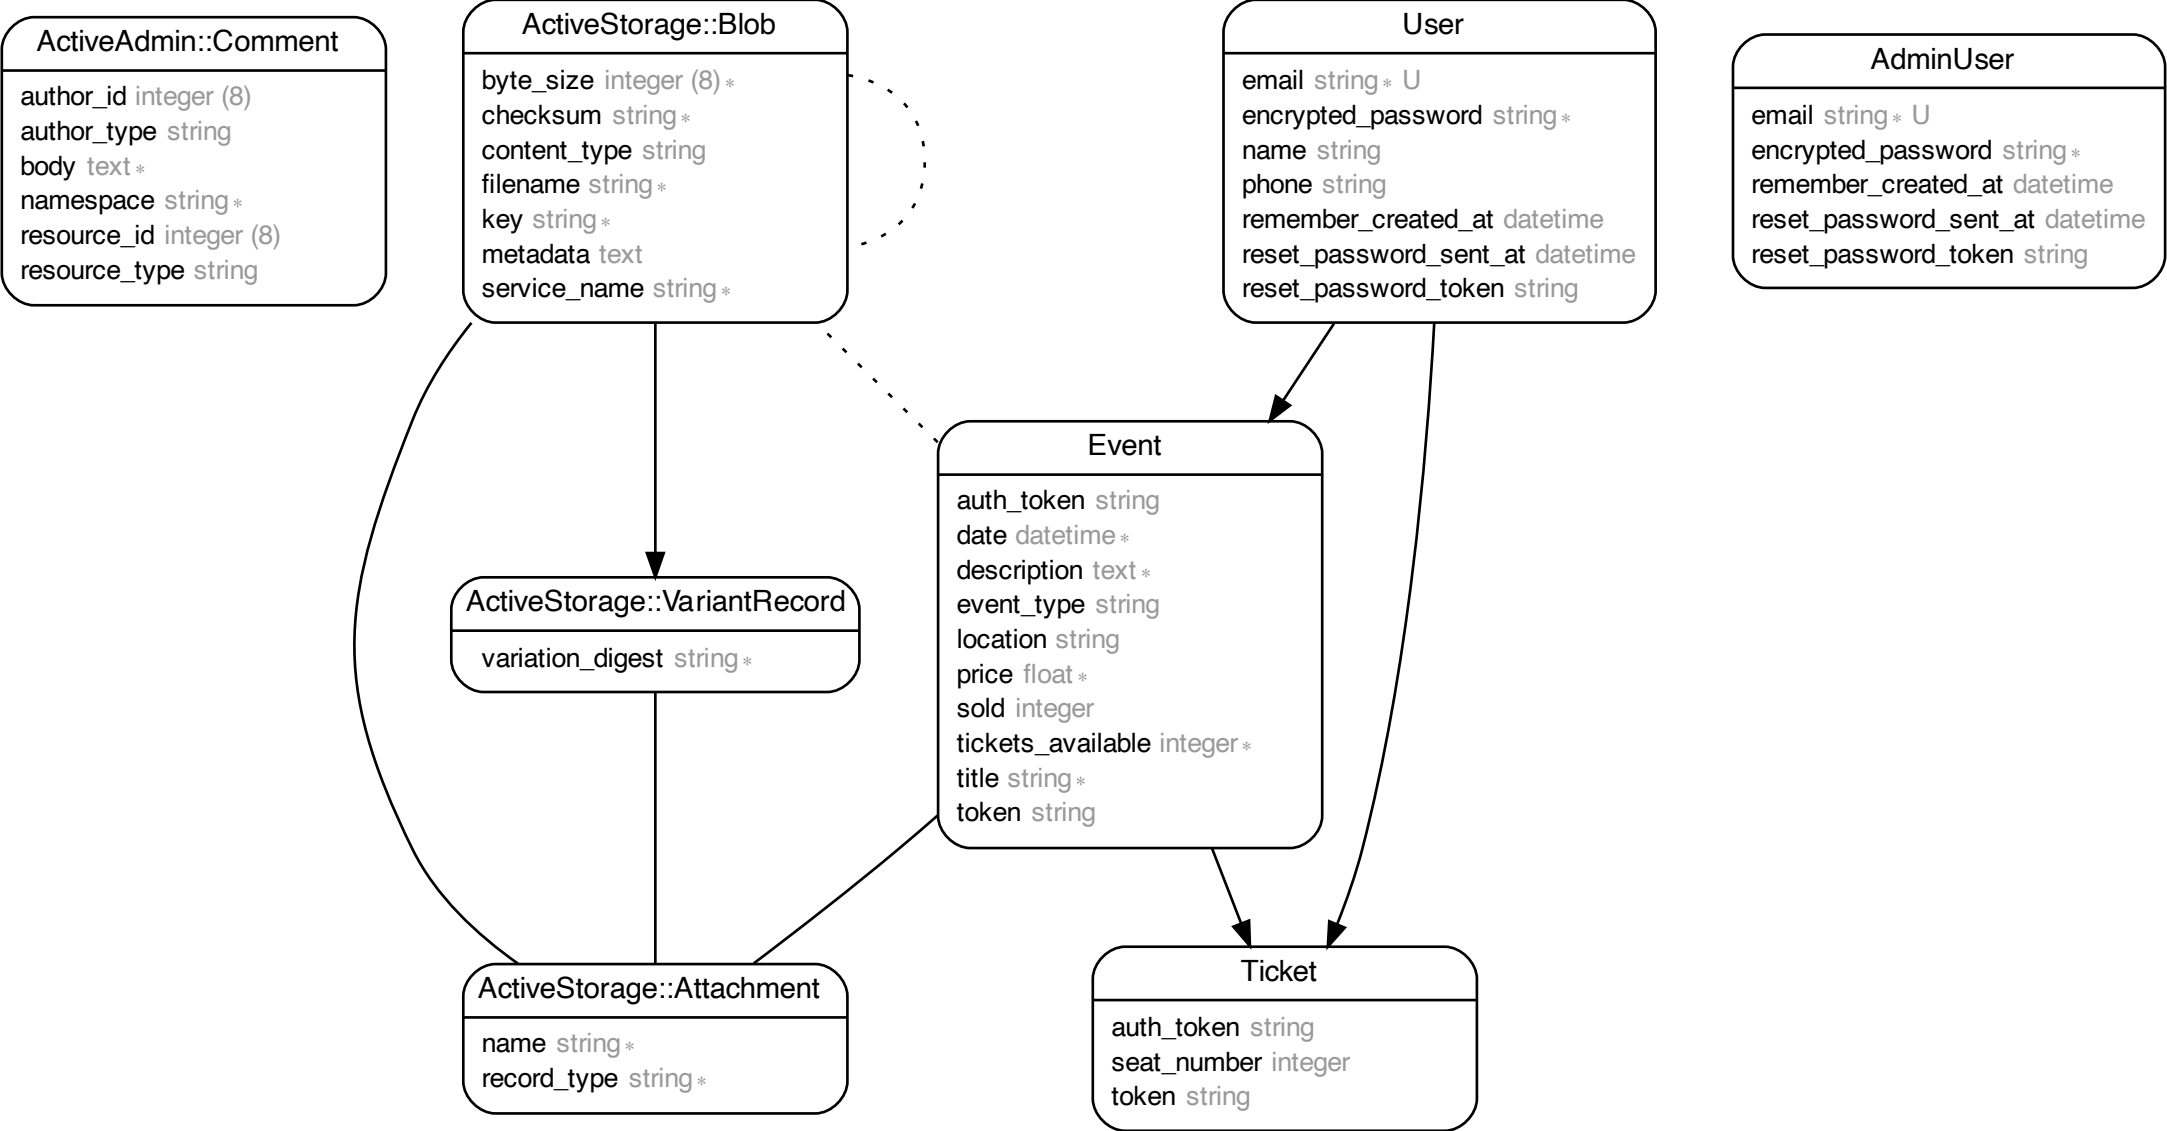 ActiveAdmin::Comment
author_id integer (8)
author_type string
body text *
namespace string *
resource_id integer (8)
resource_type string
ActiveStorage::Blob
byte_size integer (8) *
checksum string *
content_type string
filename string *
key string *
metadata text
service_name string *
User
email string * U
encrypted_password string *
name string
phone string
remember_created_at datetime
reset_password_sent_at datetime
reset_password_token string
AdminUser
email string * U
encrypted_password string *
remember_created_at datetime
reset_password_sent_at datetime
reset_password_token string
Event
auth_token string
date datetime *
description text *
event_type string
location string
price float *
sold integer
tickets_available integer *
title string *
token string
ActiveStorage::VariantRecord
variation_digest string *
ActiveStorage::Attachment
name string *
record_type string *
Ticket
auth_token string
seat_number integer
token string